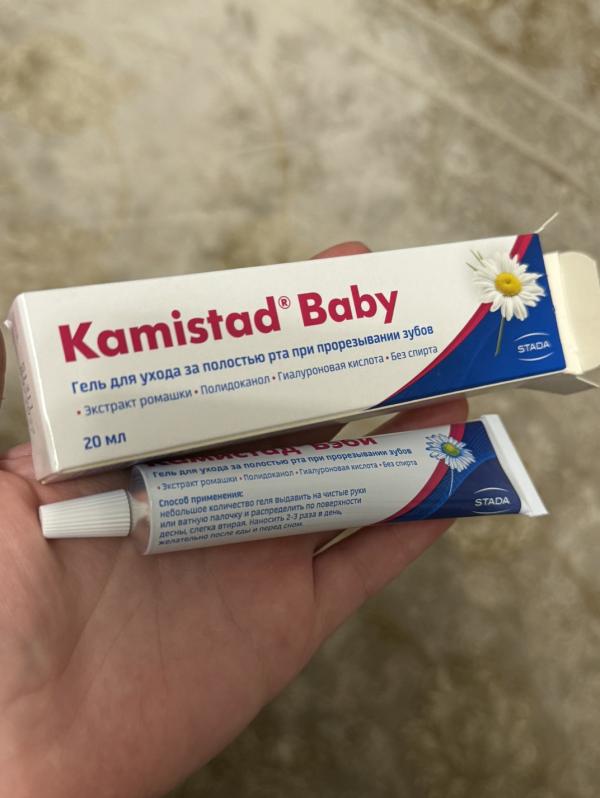 Kamistad® Baby
Гель для ухода за полостью рта при прорезывании зубов
• Экстракт ромашки • Полидоканол • Гиалуроновая кислота • Без спирта
20 мл
STADA
Камистад Бэби
Гель для ухода за полостью рта при прорезывании зубов
• Экстракт ромашки • Полидоканол • Гиалуроновая кислота • Без спирта
Способ применения:
небольшое количество геля выдавить на чистые руки
или ватную палочку и распределить по поверхности
десны, слегка втирая. Наносить 2-3 раза в день,
желательно после еды и перед сном.
STADA